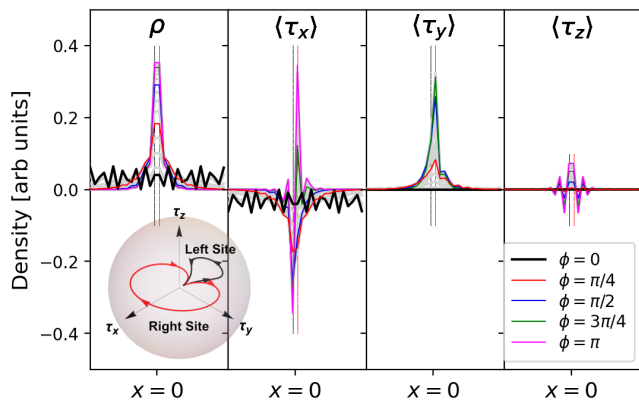 ρ ⟨τx⟩ ⟨τy⟩ ⟨τz⟩
0.4
0.2
0.0
−0.2
−0.4
Density [arb units]
τz
Left Site
Right Site
τx
τy
ϕ = 0
ϕ = π/4
ϕ = π/2
ϕ = 3π/4
ϕ = π
x = 0 x = 0 x = 0 x = 0